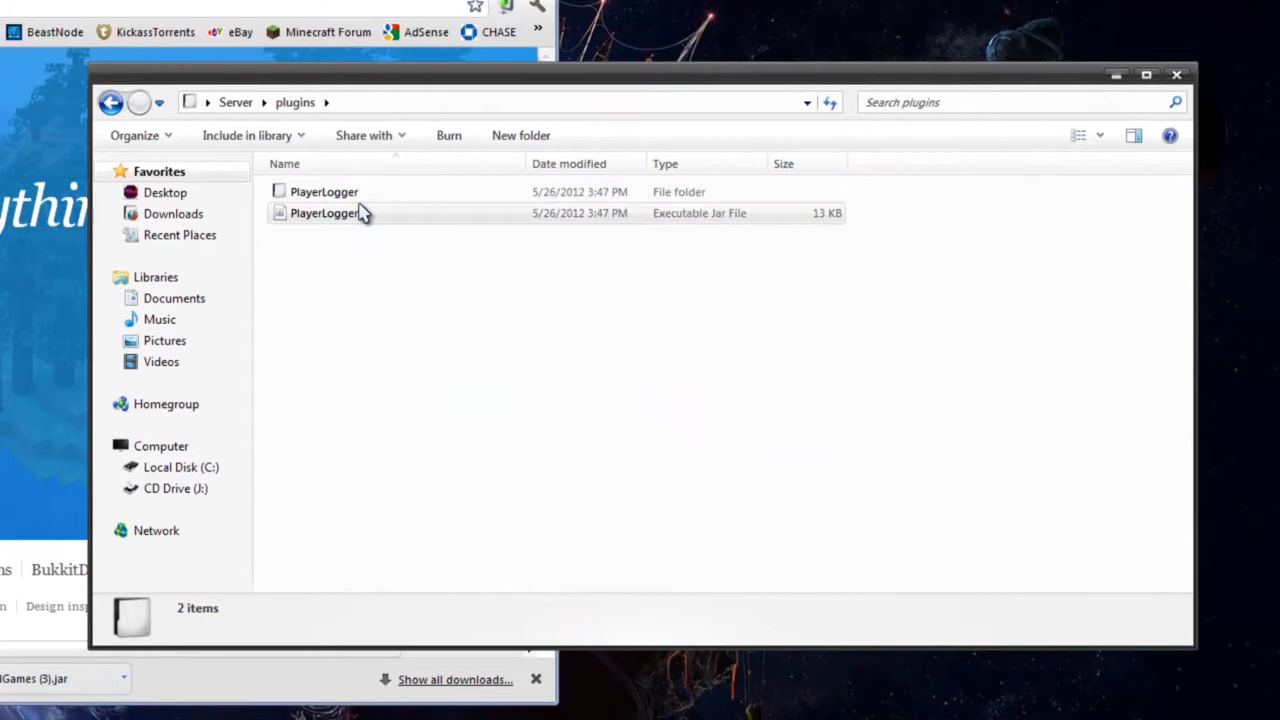 BeastNode KickassTorrents eBay Minecraft Forum AdSense CHASE »
Server plugins Search plugins
Organize Include in library Share with Burn New folder
Name Date modified Type Size
Favorites
PlayerLogger 5/26/2012 3:47 PM File folder
Desktop
PlayerLogger 5/26/2012 3:47 PM Executable Jar File 13 KB
Downloads
Recent Places
Libraries
Documents
Music
Pictures
Videos
Homegroup
Computer
Local Disk (C:)
CD Drive (J:)
Network
ythin
ns BukkitD
n Design insp
2 items
lGames (3).jar Show all downloads...